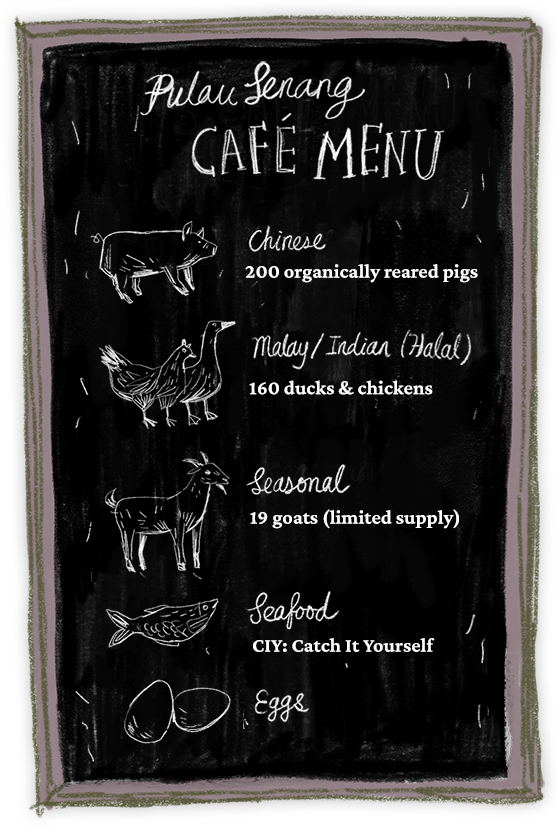 Pulau Senang
CAFÉ MENU
Chinese
200 organically reared pigs
Malay/Indian (Halal)
160 ducks & chickens
Seasonal
19 goats (limited supply)
Seafood
CIY: Catch It Yourself
Eggs